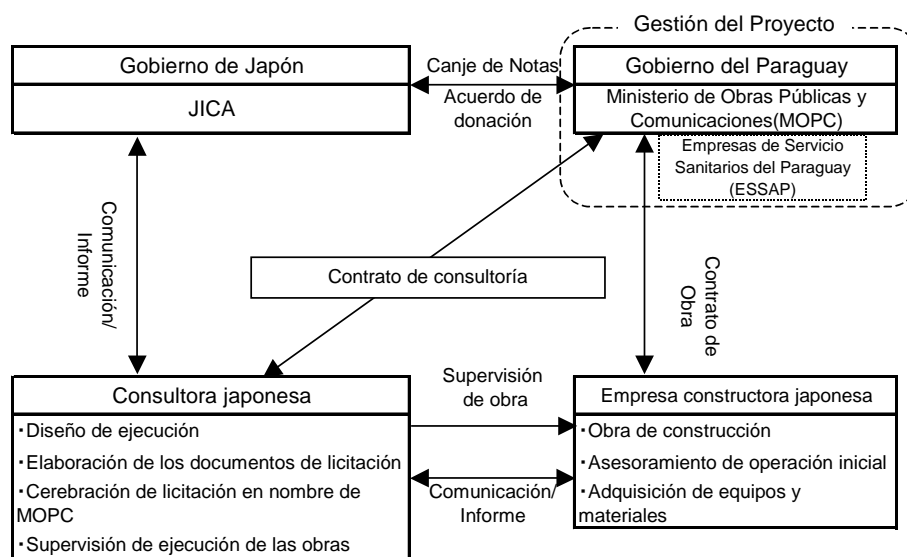 Gestión del Proyecto
Gobierno de Japón
JICA
Canje de Notas
Acuerdo de
donación
Gobierno del Paraguay
Ministerio de Obras Públicas y
Comunicaciones(MOPC)
Empresas de Servicio
Sanitarios del Paraguay
(ESSAP)
Comunicación/
Informe
Contrato de consultoría
Contrato de
Obra
Consultora japonesa
・Diseño de ejecución
・Elaboración de los documentos de licitación
・Cerebración de licitación en nombre de
MOPC
・Supervisión de ejecución de las obras
Supervisión
de obra
Comunicación/
Informe
Empresa constructora japonesa
・Obra de construcción
・Asesoramiento de operación inicial
・Adquisición de equipos y
materiales